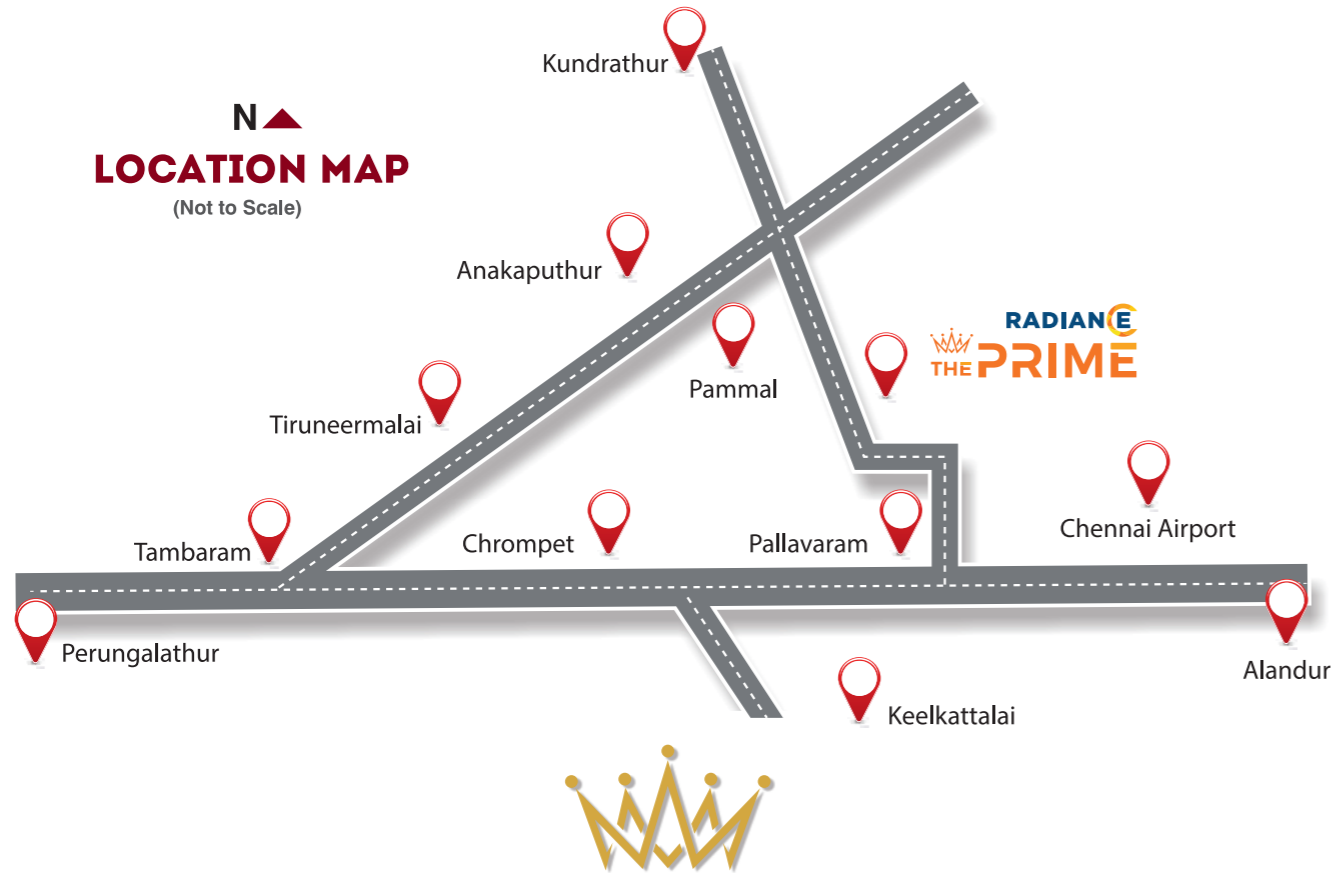 Kundrathur
N
LOCATION MAP
(Not to Scale)
Anakaputhur
RADIANCE
THE PRIME
Pammal
Tiruneermalai
Chennai Airport
Tambaram
Chrompet
Pallavaram
Perungalathur
Alandur
Keelkattalai